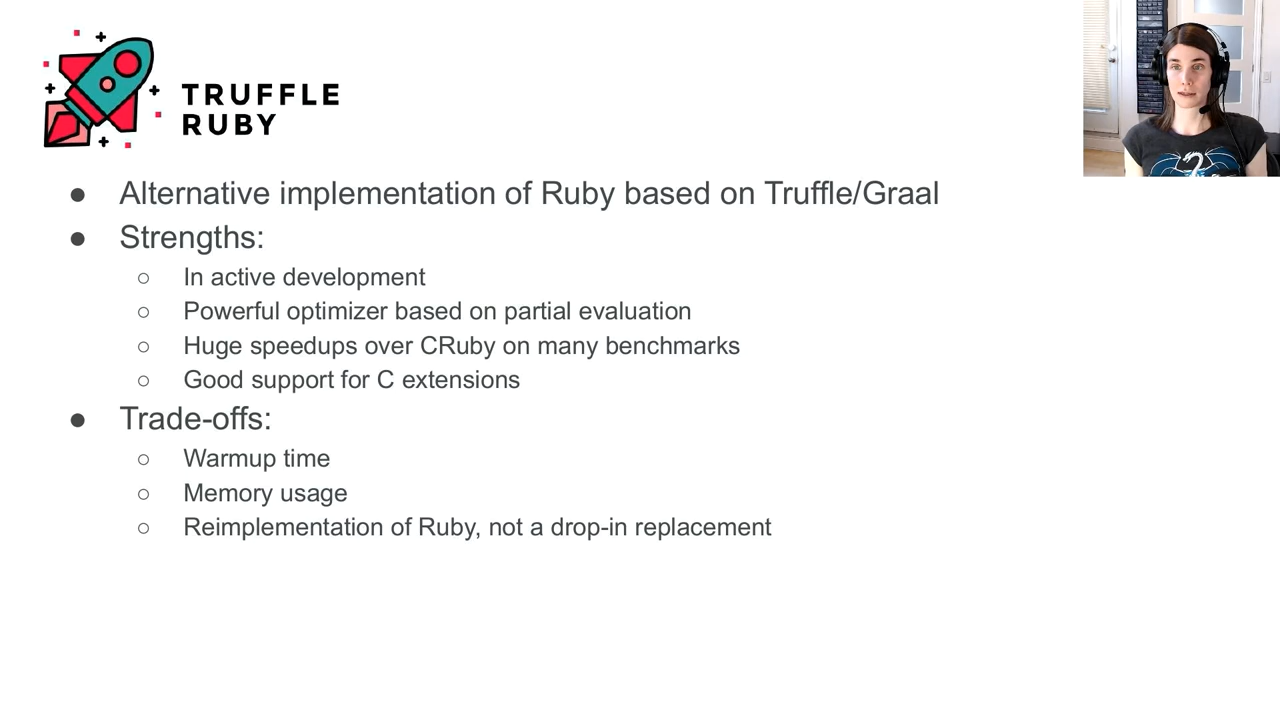 TRUFFLE
RUBY
● Alternative implementation of Ruby based on Truffle/Graal
● Strengths:
○ In active development
○ Powerful optimizer based on partial evaluation
○ Huge speedups over CRuby on many benchmarks
○ Good support for C extensions
● Trade-offs:
○ Warmup time
○ Memory usage
○ Reimplementation of Ruby, not a drop-in replacement